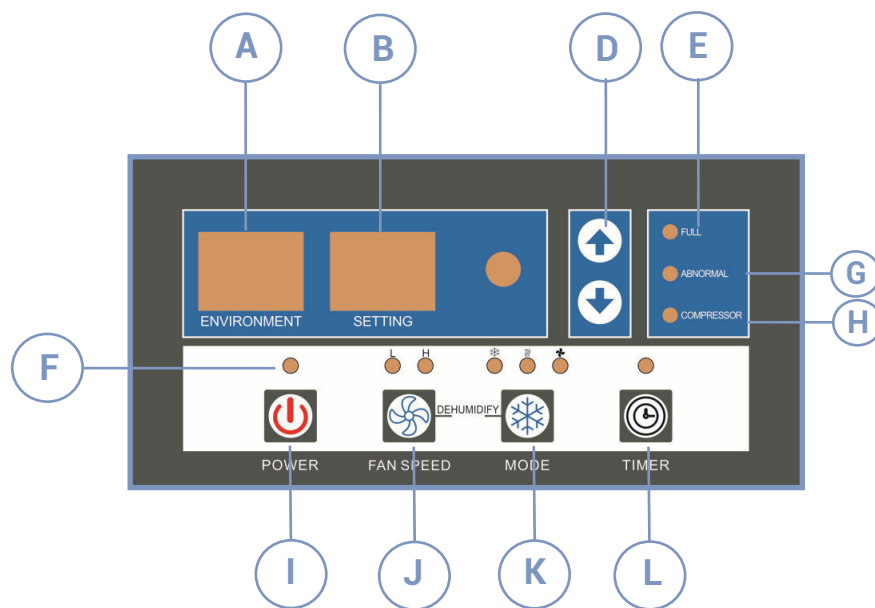 A B D E
FULL
ABNORMAL
G
COMPRESSOR
H
ENVIRONMENT SETTING
F
L H
DEHUMIDIFY
POWER FAN SPEED MODE TIMER
I J K L